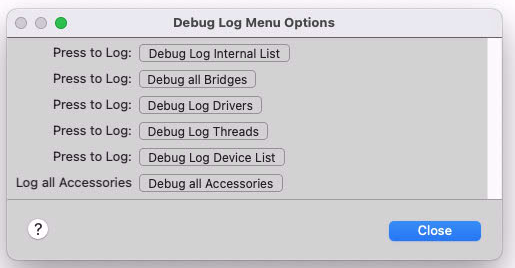 Debug Log Menu Options
Press to Log: Debug Log Internal List
Press to Log: Debug all Bridges
Press to Log: Debug Log Drivers
Press to Log: Debug Log Threads
Press to Log: Debug Log Device List
Log all Accessories Debug all Accessories
? Close